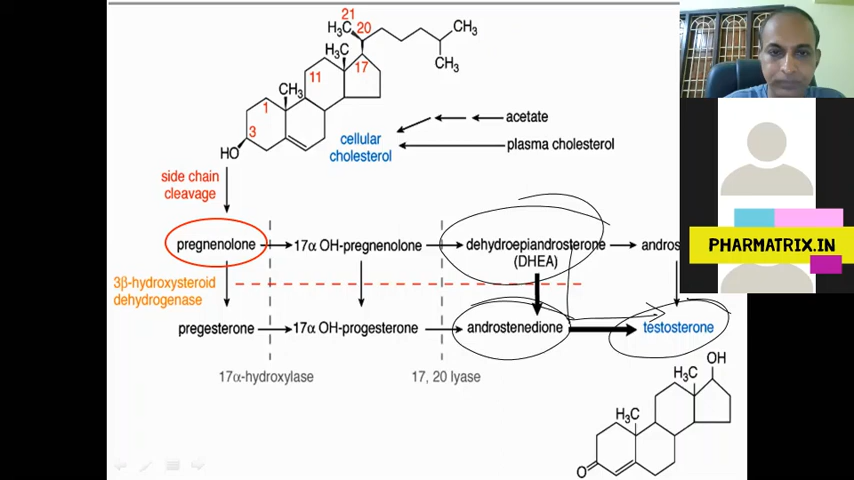 21
H₃C
20
CH₃
H₃C
17
CH₃
11
CH₃
1
3
HO
cellular
cholesterol
acetate
plasma cholesterol
side chain
cleavage
pregnenolone
17α OH-pregnenolone
dehydroepiandrosterone
(DHEA)
andros
PHARMATRIX.IN
3β-hydroxysteroid
dehydrogenase
pregesterone
17α OH-progesterone
androstenedione
testosterone
17α-hydroxylase
17, 20 lyase
OH
H₃C
H₃C
O